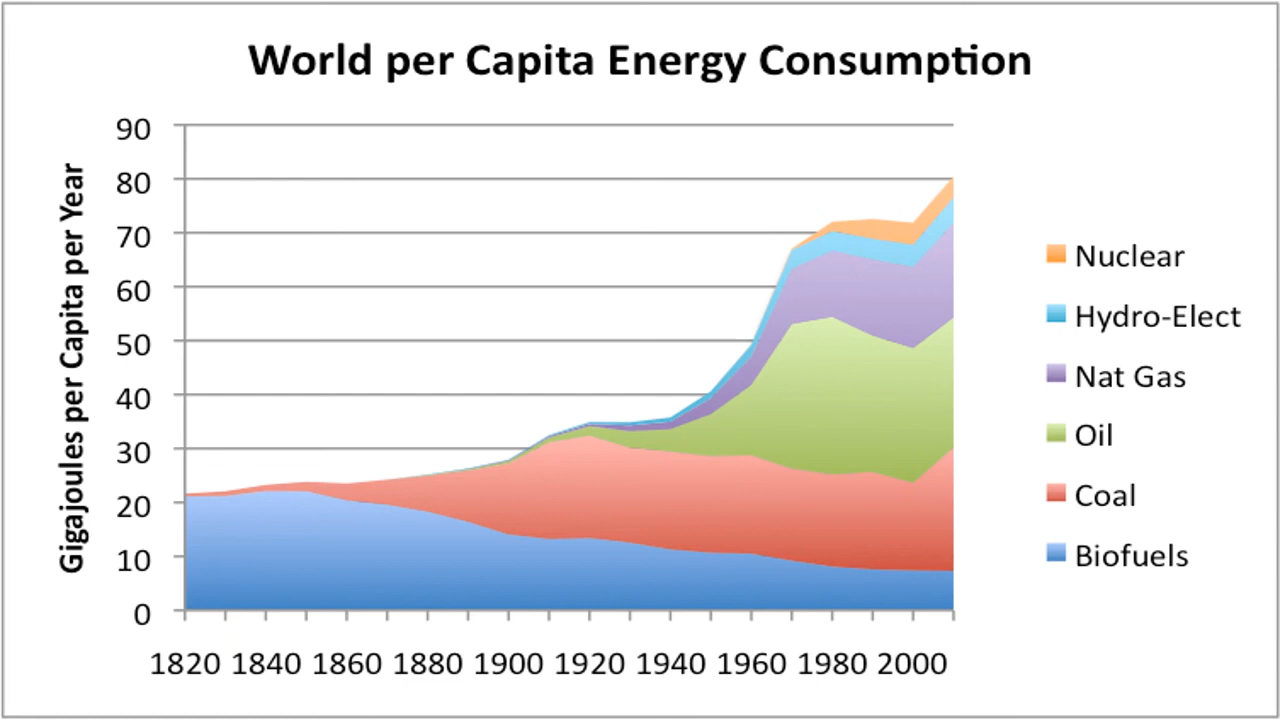 World per Capita Energy Consumption
Gigajoules per Capita per Year
90
80
70
60
50
40
30
20
10
0
1820 1840 1860 1880 1900 1920 1940 1960 1980 2000
Nuclear
Hydro-Elect
Nat Gas
Oil
Coal
Biofuels